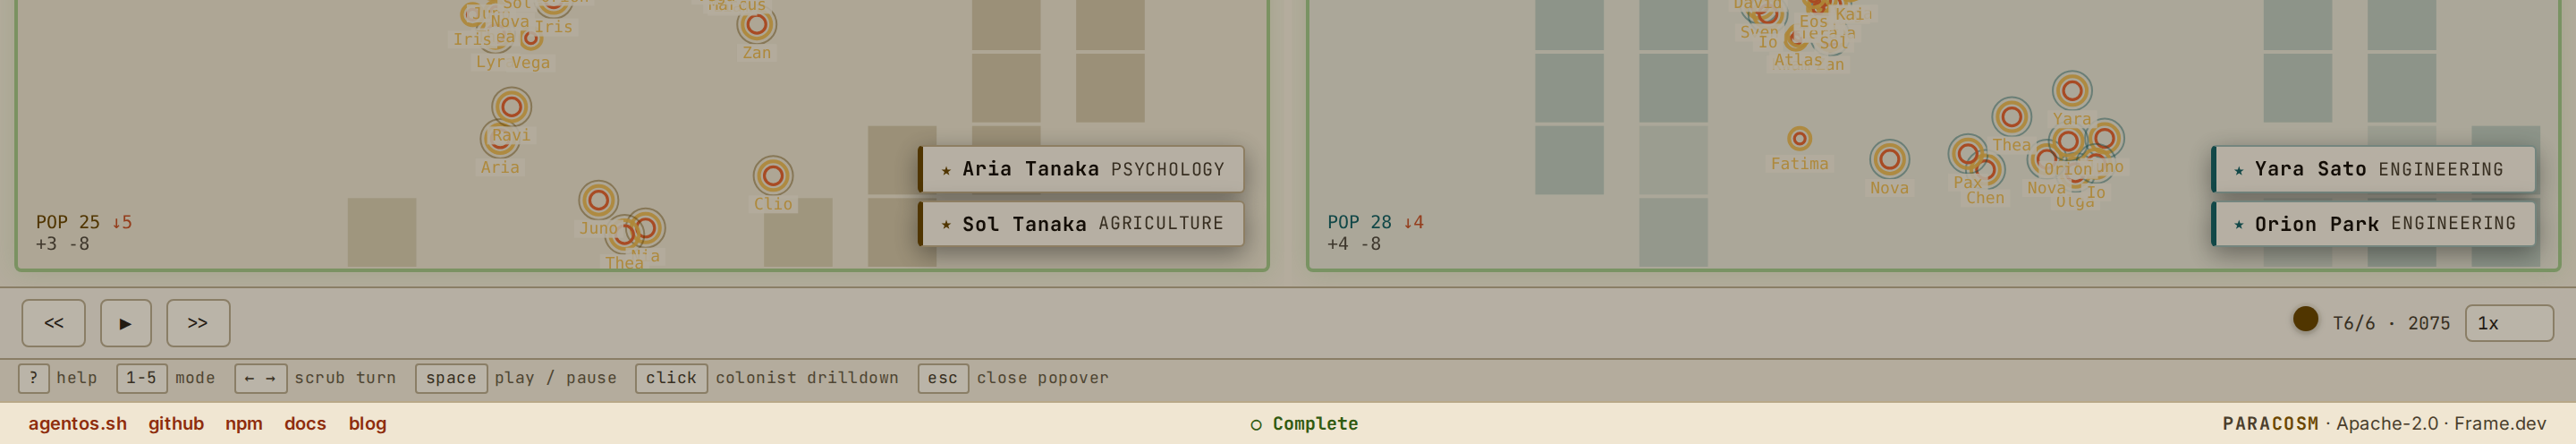 Sol
Nova
Iris
Iris
Lyr Vega
Zan
Ravi
Aria
Clio
Juno
Thea
POP 25 ↓5
+3 -8
★ Aria Tanaka PSYCHOLOGY
★ Sol Tanaka AGRICULTURE
David
Eos Kai
Sven
Io
Sol
Atlas
Yara
Thea
Fatima
Orion
Nova
Pax
Nova
Io
Chen
Olga
POP 28 ↓4
+4 -8
★ Yara Sato ENGINEERING
★ Orion Park ENGINEERING
<< ▶ >>
T6/6 · 2075 1x
? help 1-5 mode ← → scrub turn space play / pause click colonist drilldown esc close popover
agentos.sh github npm docs blog
○ Complete
PARACOSM · Apache-2.0 · Frame.dev